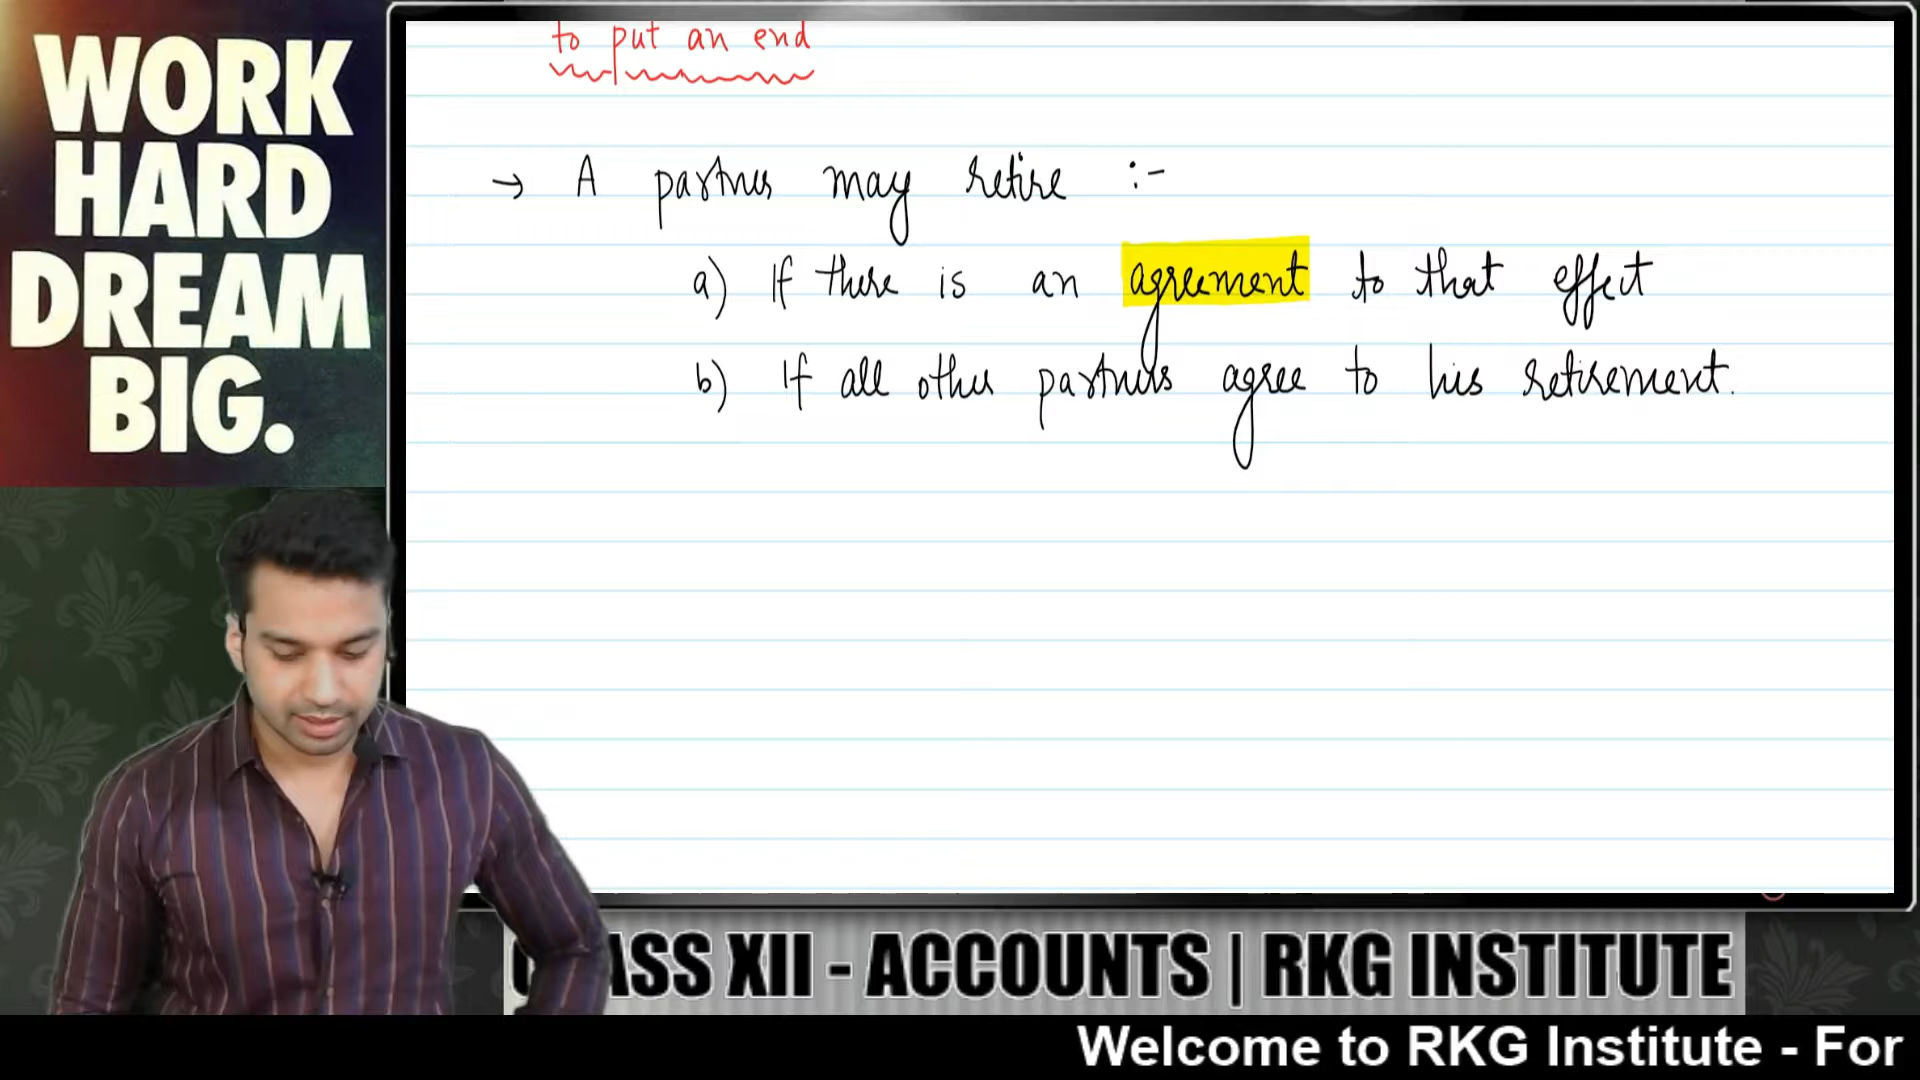 WORK
HARD
DREAM
BIG.
to put an end
→ A partner may retire :-
a) If there is an agreement to that effect
b) If all other partners agree to his retirement.
CLASS XII - ACCOUNTS | RKG INSTITUTE
Welcome to RKG Institute - For